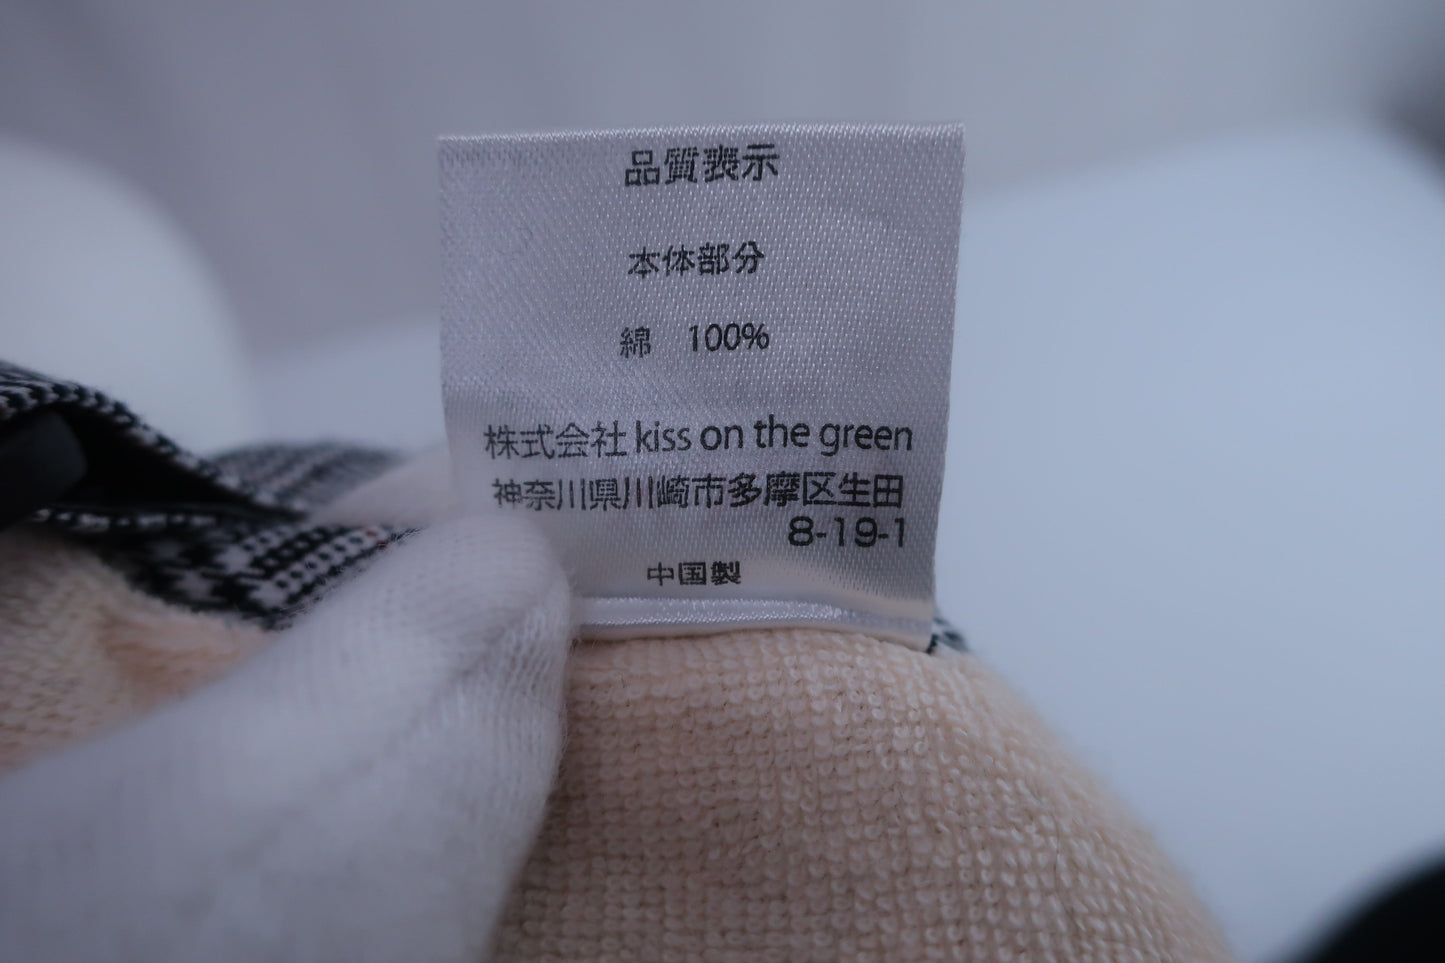 品質表示
本体部分
綿 100%
株式会社 kiss on the green
神奈川県川崎市多摩区生田
8-19-1
中国製